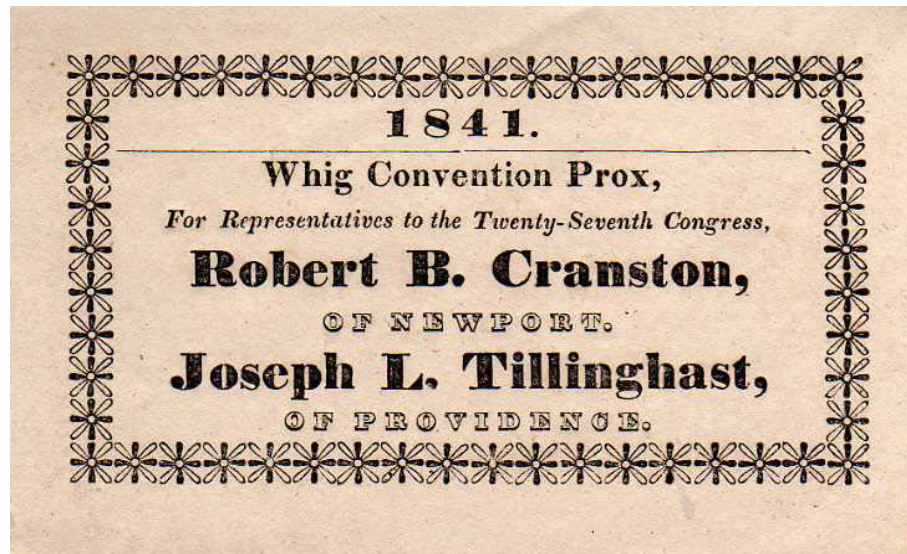 1841.
Whig Convention Prox,
For Representatives to the Twenty-Seventh Congress,
Robert B. Cranston,
OF NEWPORT.
Joseph L. Tillinghast,
OF PROVIDENCE.